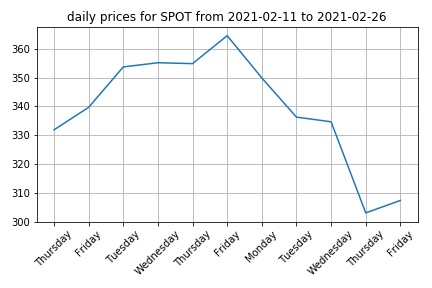 daily prices for SPOT from 2021-02-11 to 2021-02-26
360
350
340
330
320
310
300
Thursday
Friday
Tuesday
Wednesday
Thursday
Friday
Monday
Tuesday
Wednesday
Thursday
Friday